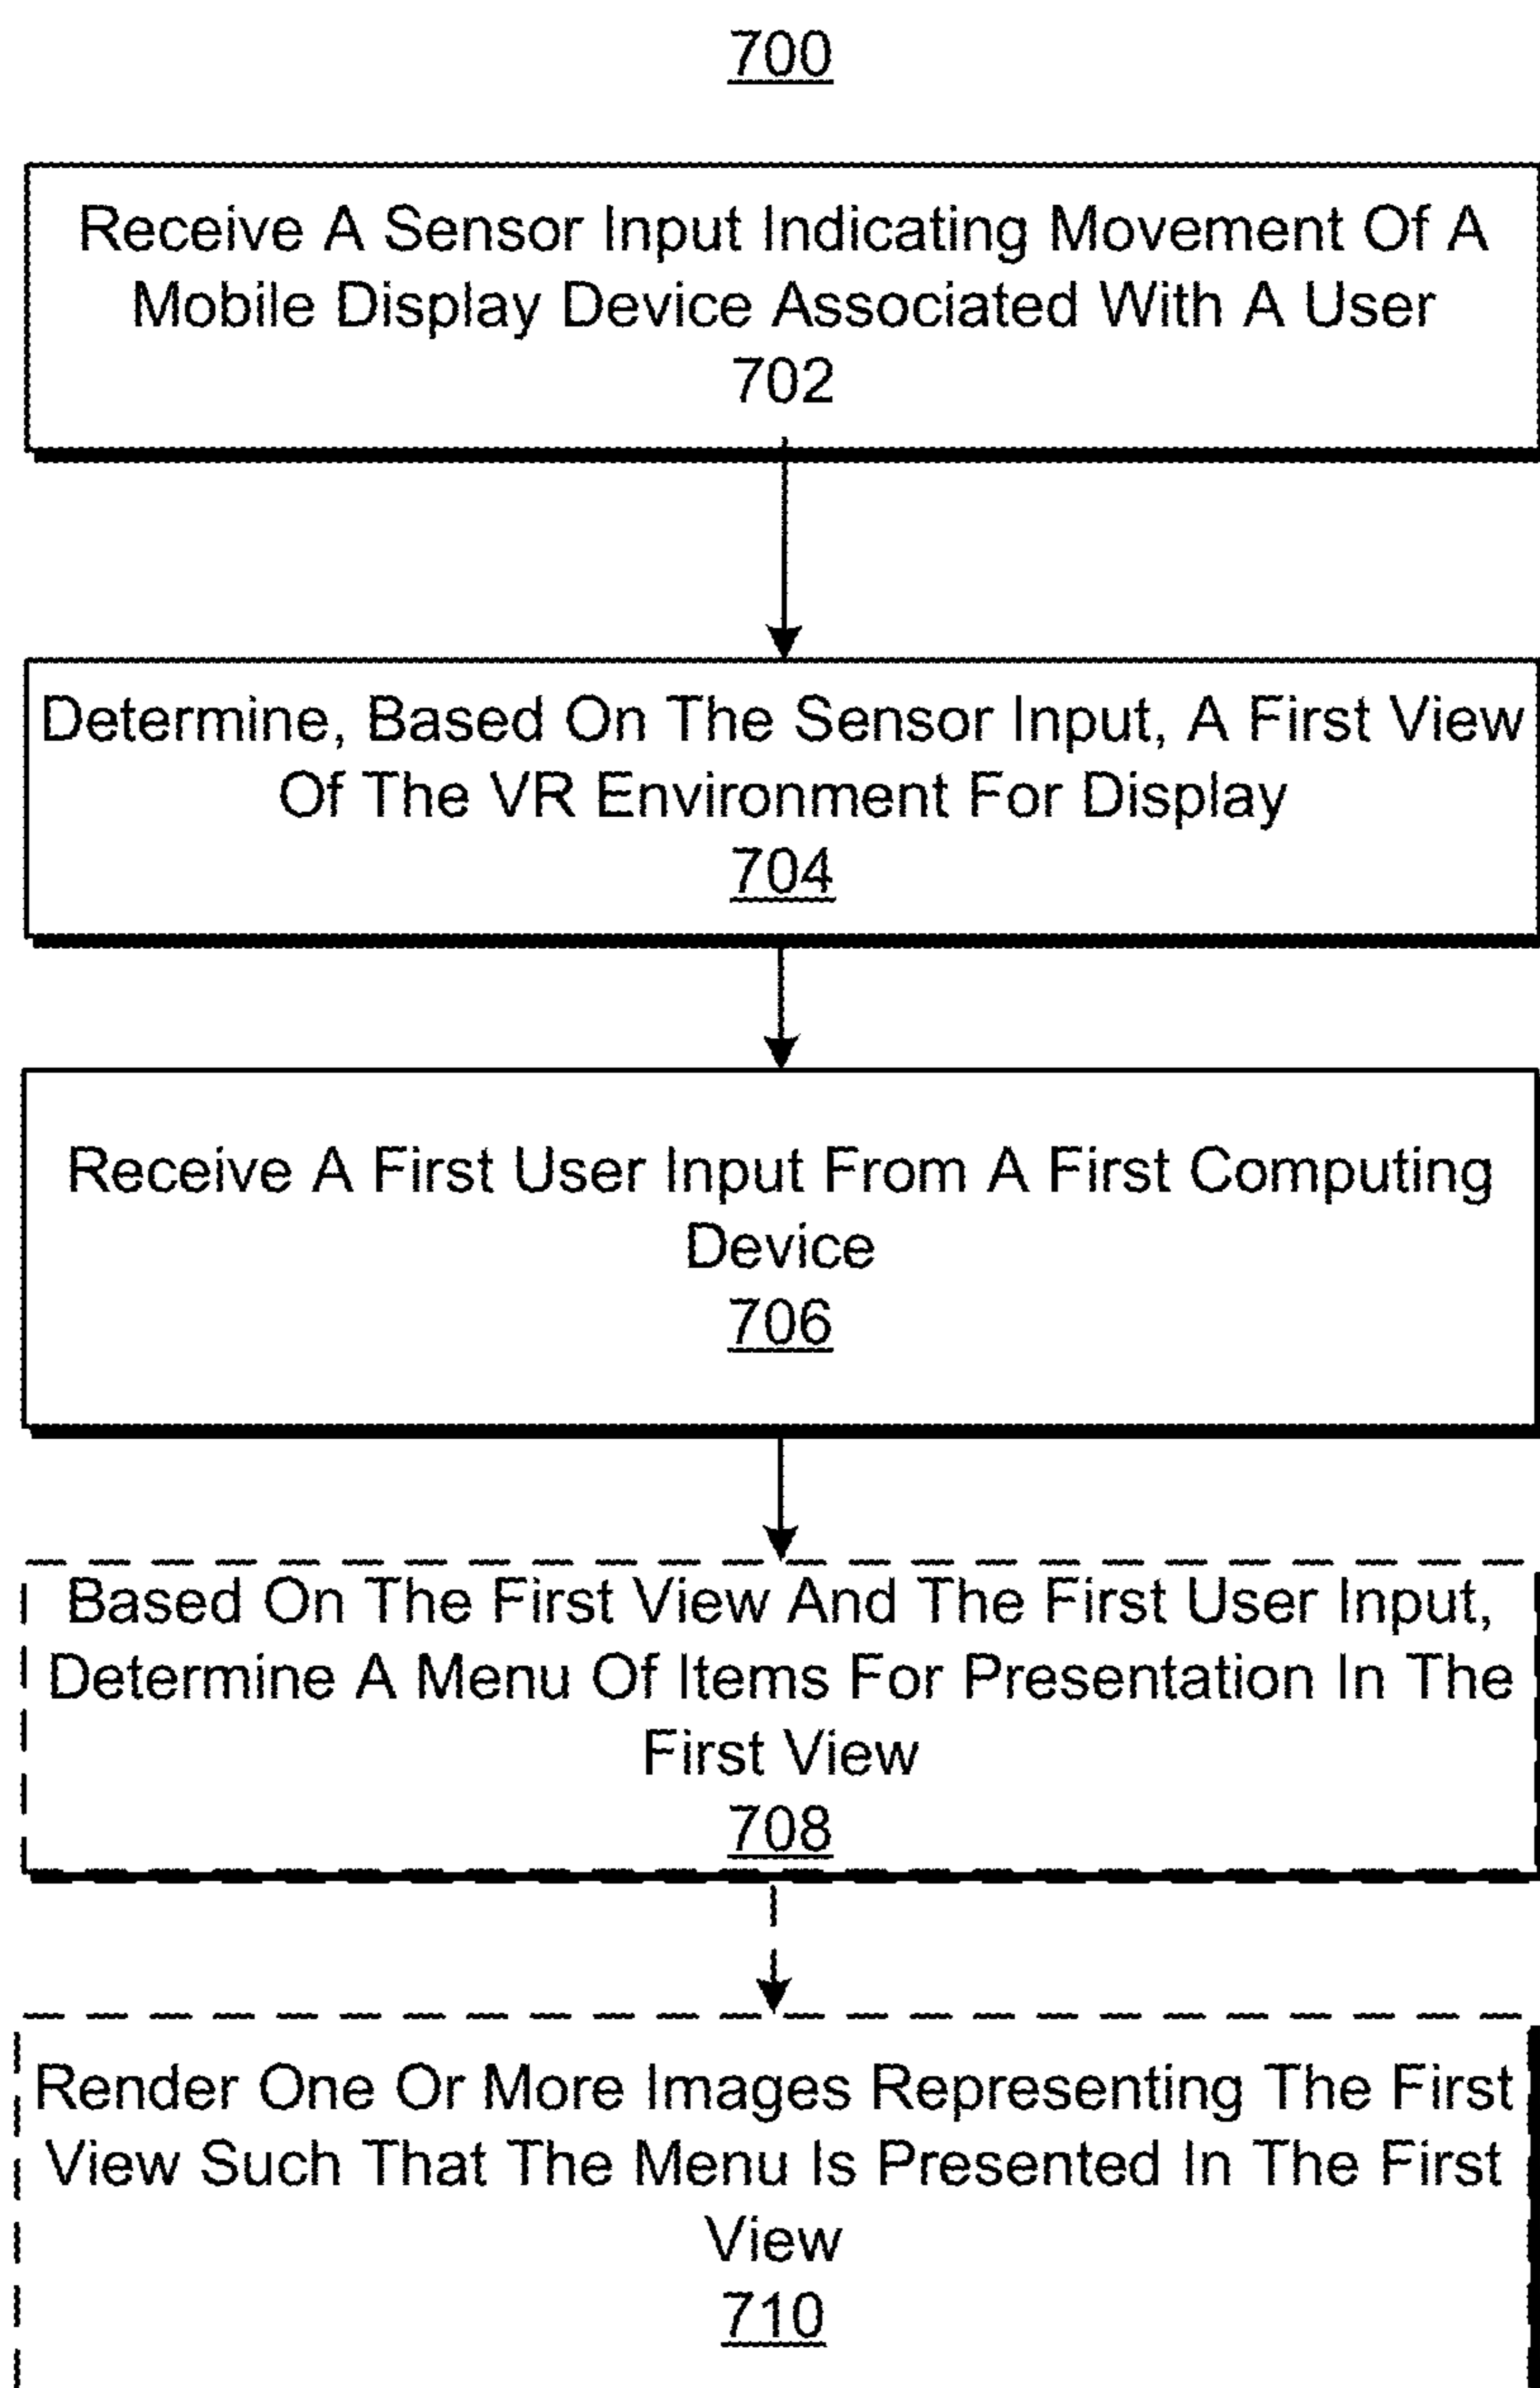 700
Receive A Sensor Input Indicating Movement Of A
Mobile Display Device Associated With A User
702
Determine, Based On The Sensor Input, A First View
Of The VR Environment For Display
704
Receive A First User Input From A First Computing
Device
706
Based On The First View And The First User Input,
Determine A Menu Of Items For Presentation In The
First View
708
Render One Or More Images Representing The First
View Such That The Menu Is Presented In The First
View
710